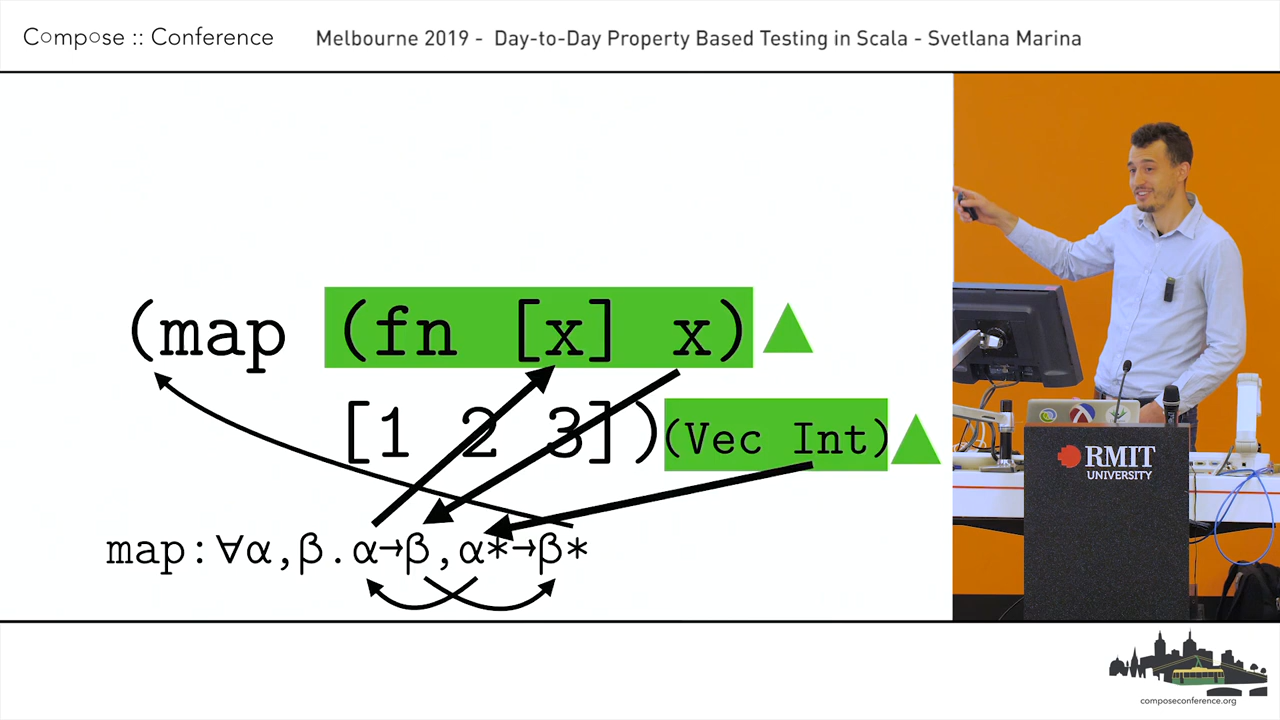 Compose :: Conference
Melbourne 2019 - Day-to-Day Property Based Testing in Scala - Svetlana Marina
(map (fn [x] x)
[1 2 3])(Vec Int)
map:∀α,β.α→β,α*→β*
RMIT
UNIVERSITY
composeconference.org